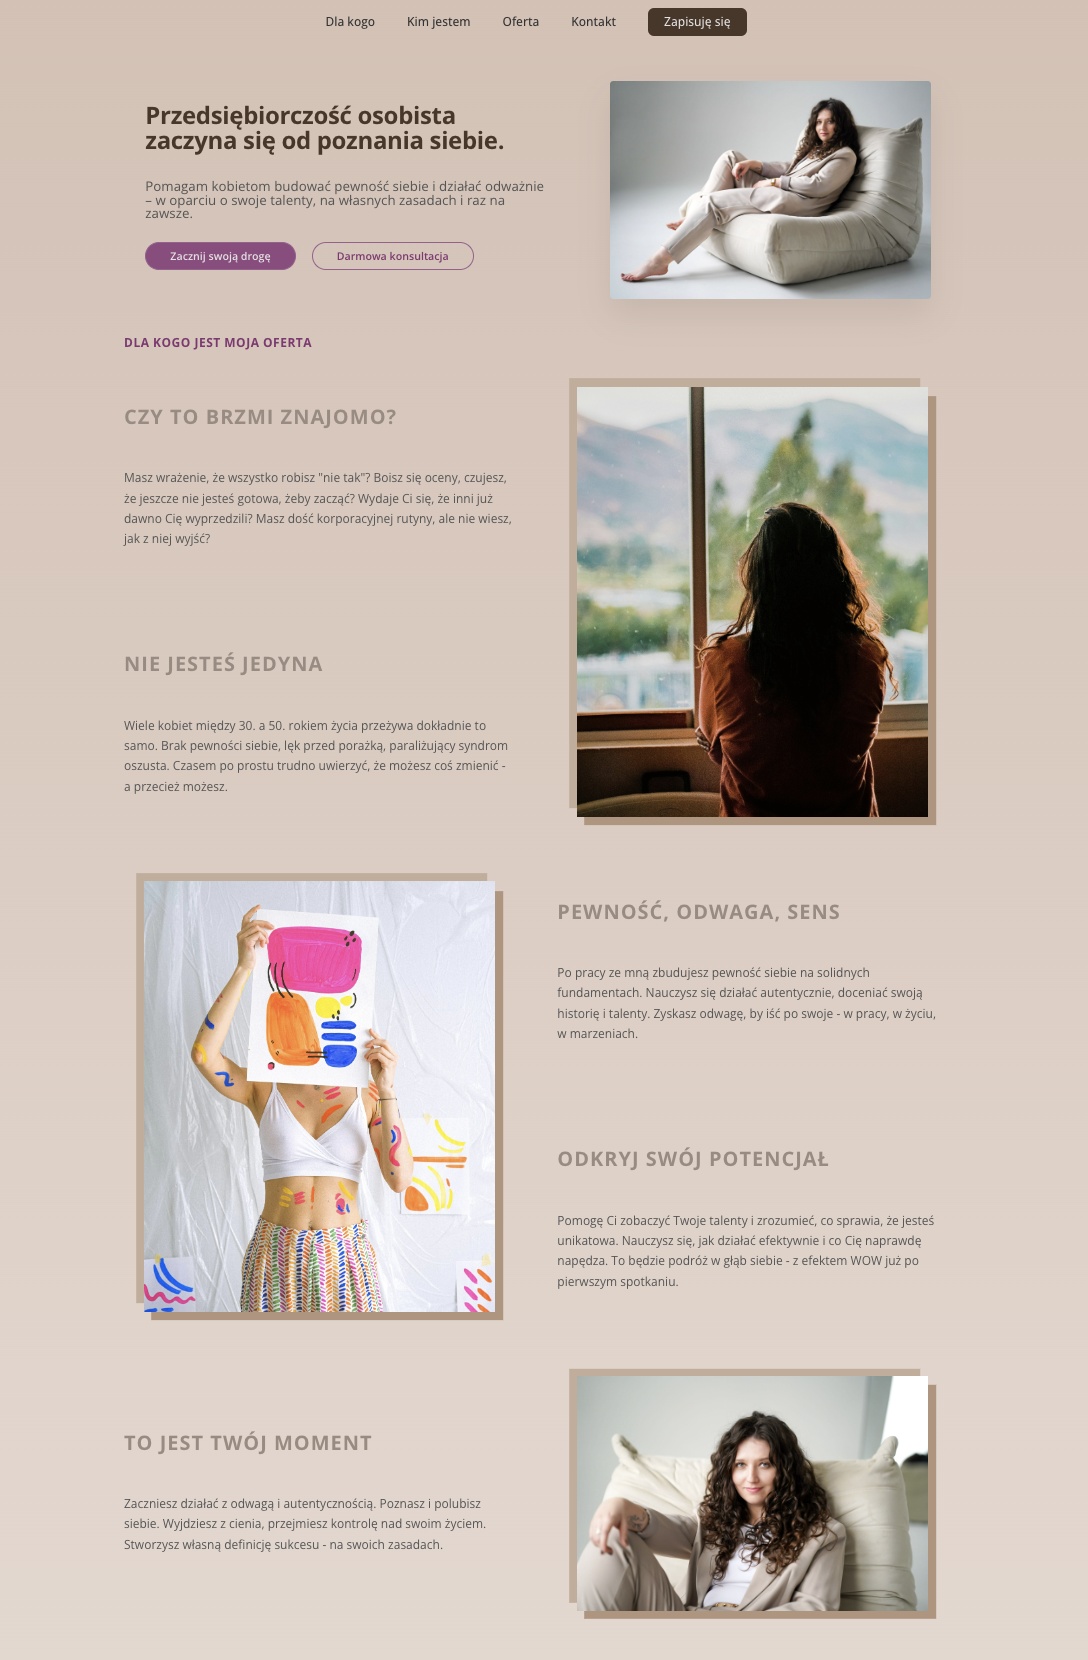 Dla kogo
Kim jestem
Oferta
Kontakt
Zapisuję się
Przedsiębiorczość osobista
zaczyna się od poznania siebie.
Pomagam kobietom budować pewność siebie i działać odważnie
– w oparciu o swoje talenty, na własnych zasadach i raz na
zawsze.
Zacznij swoją drogę
Darmowa konsultacja
DLA KOGO JEST MOJA OFERTA
CZY TO BRZMI ZNAJOMO?
Masz wrażenie, że wszystko robisz "nie tak"? Boisz się oceny, czujesz,
że jeszcze nie jesteś gotowa, żeby zacząć? Wydaje Ci się, że inni już
dawno Cię wyprzedzili? Masz dość korporacyjnej rutyny, ale nie wiesz,
jak z niej wyjść?
NIE JESTEŚ JEDYNA
Wiele kobiet między 30. a 50. rokiem życia przeżywa dokładnie to
samo. Brak pewności siebie, lęk przed porażką, paraliżujący syndrom
oszusta. Czasem po prostu trudno uwierzyć, że możesz coś zmienić -
a przecież możesz.
PEWNOŚĆ, ODWAGA, SENS
Po pracy ze mną zbudujesz pewność siebie na solidnych
fundamentach. Nauczysz się działać autentycznie, doceniać swoją
historię i talenty. Zyskasz odwagę, by iść po swoje - w pracy, w życiu,
w marzeniach.
ODKRYJ SWÓJ POTENCJAŁ
Pomogę Ci zobaczyć Twoje talenty i zrozumieć, co sprawia, że jesteś
unikatowa. Nauczysz się, jak działać efektywnie i co Cię naprawdę
napędza. To będzie podróż w głąb siebie - z efektem WOW już po
pierwszym spotkaniu.
TO JEST TWÓJ MOMENT
Zaczniesz działać z odwagą i autentycznością. Poznasz i polubisz
siebie. Wyjdziesz z cienia, przejmiesz kontrolę nad swoim życiem.
Stworzysz własną definicję sukcesu - na swoich zasadach.